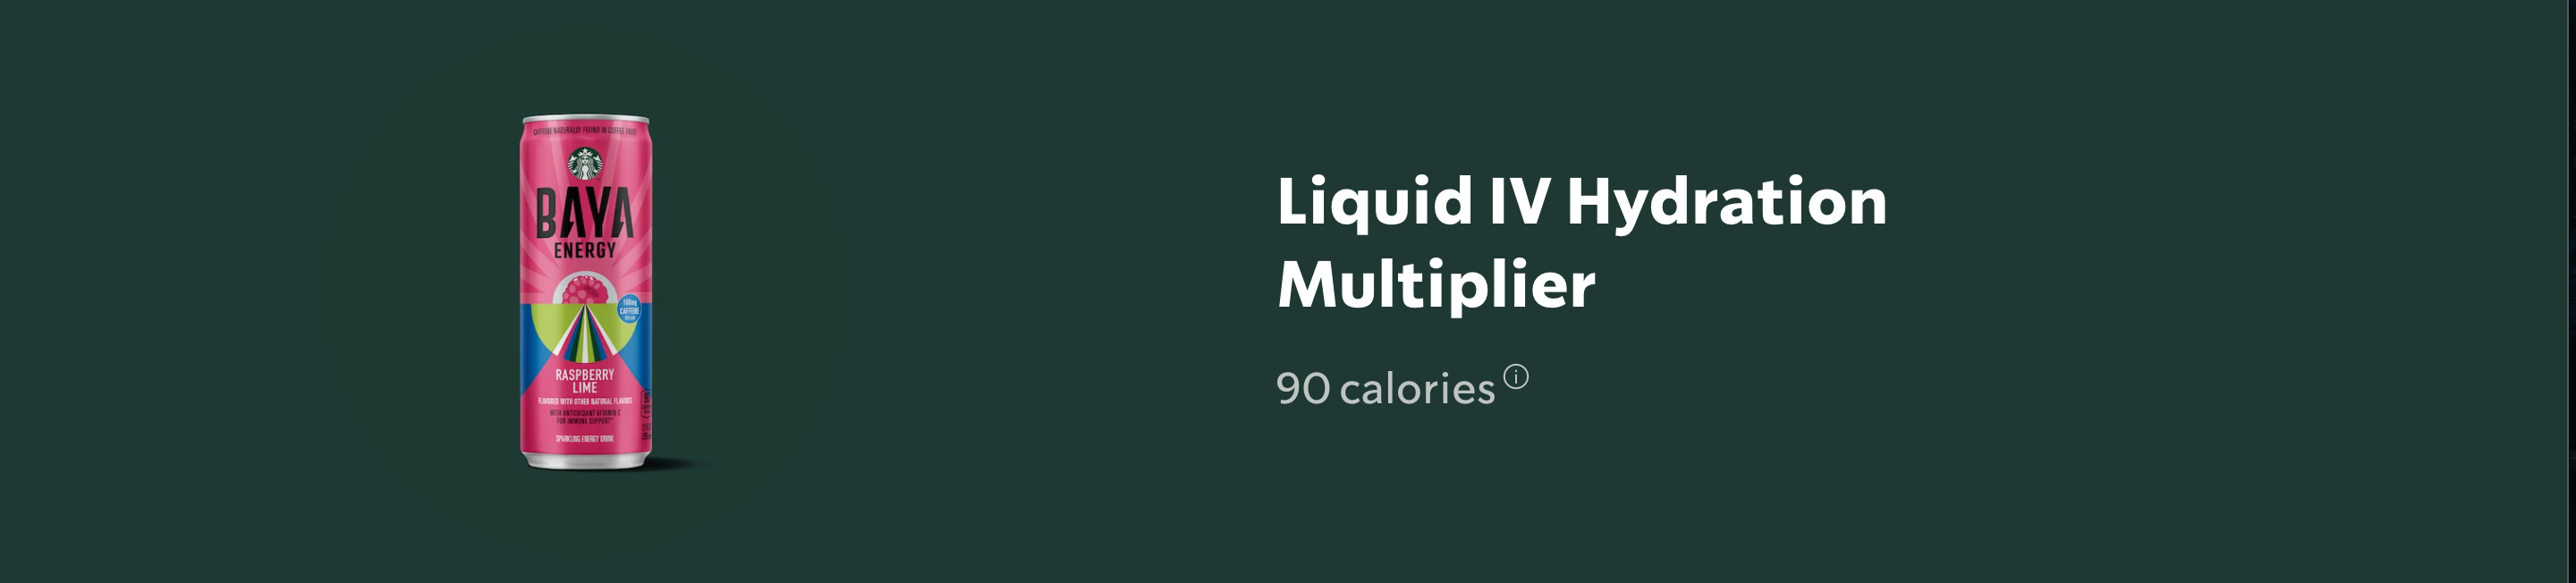 CAFFEINE NATURALLY FOUND IN COFFEE FRUIT
BAYA
ENERGY
160mg
CAFFEINE
RASPBERRY
LIME
FLAVORED WITH OTHER NATURAL FLAVORS
WITH ANTIOXIDANT VITAMIN C
FOR IMMUNE SUPPORT*
SPARKLING ENERGY DRINK
Liquid IV Hydration
Multiplier
90 calories